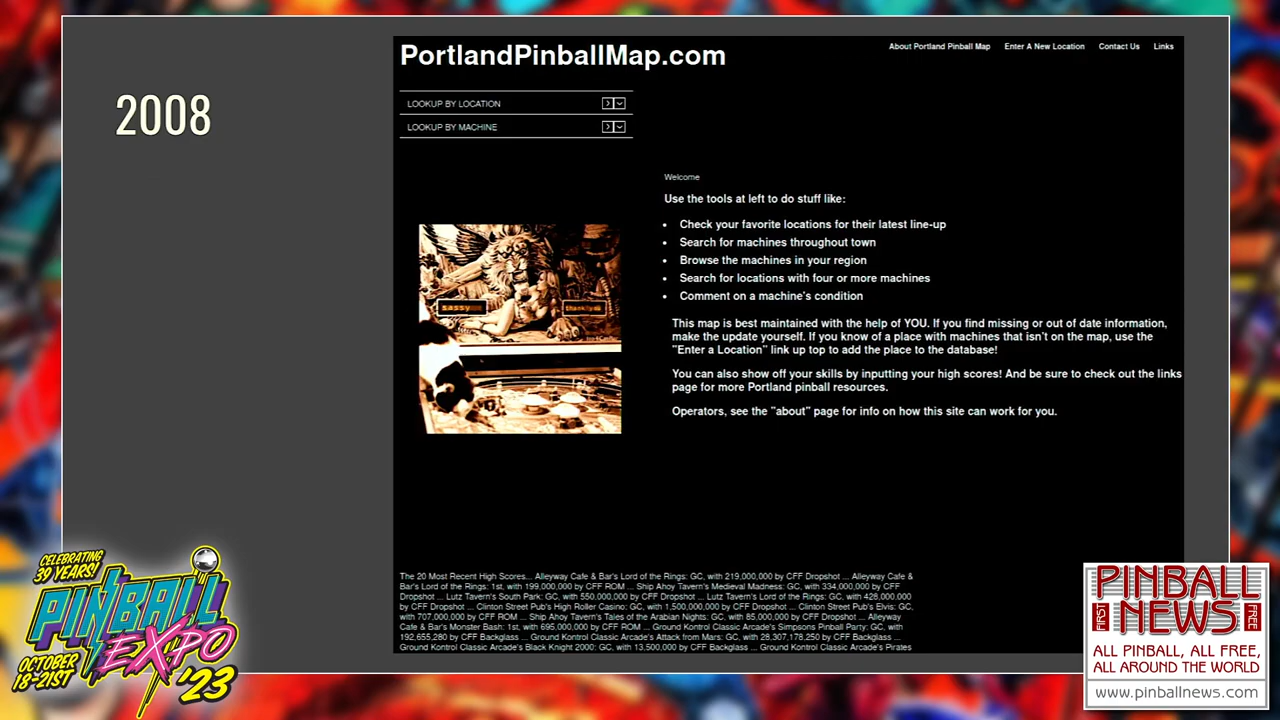 2008
PortlandPinballMap.com
About Portland Pinball Map
Enter A New Location
Contact Us
Links
LOOKUP BY LOCATION
LOOKUP BY MACHINE
Welcome
Use the tools at left to do stuff like:
• Check your favorite locations for their latest line-up
• Search for machines throughout town
• Browse the machines in your region
• Search for locations with four or more machines
• Comment on a machine's condition
This map is best maintained with the help of YOU. If you find missing or out of date information,
make the update yourself. If you know of a place with machines that isn't on the map, use the
"Enter a Location" link up top to add the place to the database!
You can also show off your skills by inputting your high scores! And be sure to check out the links
page for more Portland pinball resources.
Operators, see the "about" page for info on how this site can work for you.
sassy
thankyou
The 20 Most Recent High Scores... Alleyway Cafe & Bar's Lord of the Rings: GC, with 219,000,000 by CFF Dropshot ... Alleyway Cafe &
Bar's Lord of the Rings: 1st, with 199,000,000 by CFF ROM ... Ship Ahoy Tavern's Medieval Madness: GC, with 334,000,000 by CFF
Dropshot ... Lutz Tavern's South Park: GC, with 550,000,000 by CFF Dropshot ... Lutz Tavern's Lord of the Rings: GC, with 428,000,000
by CFF Dropshot ... Clinton Street Pub's High Roller Casino: GC, with 1,500,000,000 by CFF Dropshot ... Clinton Street Pub's Elvis: GC,
with 707,000,000 by CFF ROM ... Ship Ahoy Tavern's Tales of the Arabian Nights: GC, with 85,000,000 by CFF Dropshot ... Alleyway
Cafe & Bar's Monster Bash: 1st, with 695,000,000 by CFF ROM ... Ground Kontrol Classic Arcade's Simpsons Pinball Party: GC, with
192,655,280 by CFF Backglass ... Ground Kontrol Classic Arcade's Attack from Mars: GC, with 28,307,178,250 by CFF Backglass ...
Ground Kontrol Classic Arcade's Black Knight 2000: GC, with 13,500,000 by CFF Backglass ... Ground Kontrol Classic Arcade's Pirates
CELEBRATING
39 YEARS!
PINBALL
EXPO
OCTOBER
18-21ST
'23
PINBALL
FIRST
NEWS
FREE
ALL PINBALL, ALL FREE,
ALL AROUND THE WORLD
www.pinballnews.com